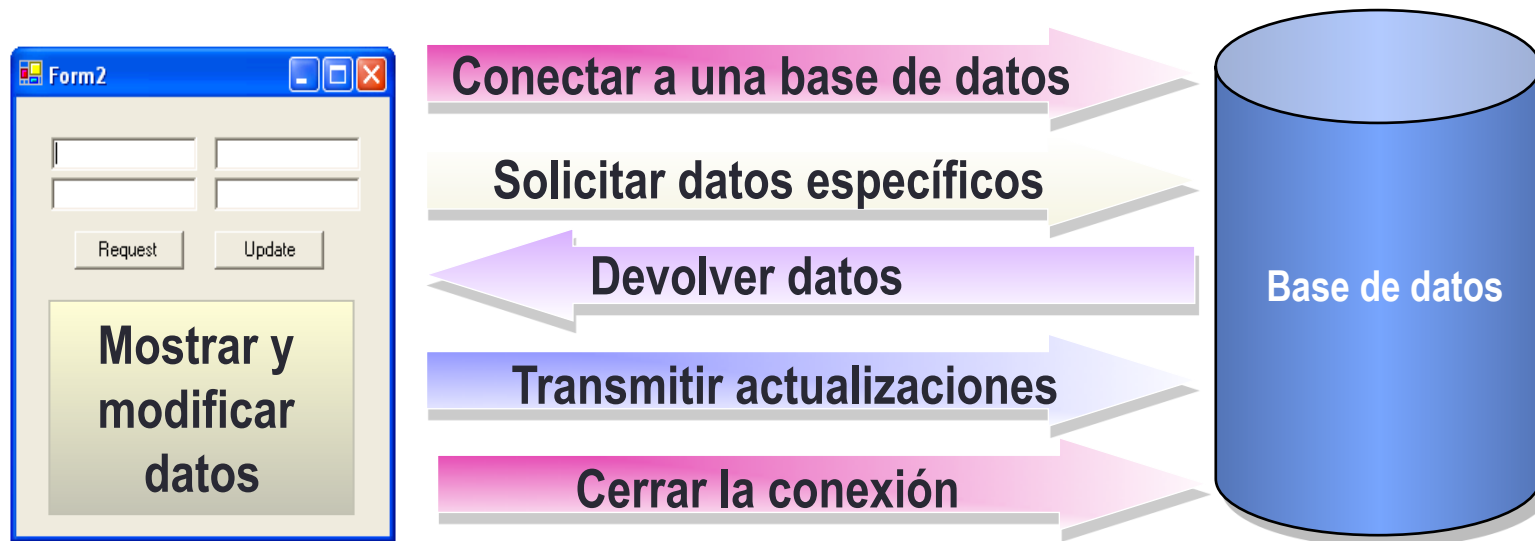 Form2
Request
Update
Mostrar y
modificar
datos
Conectar a una base de datos
Solicitar datos específicos
Devolver datos
Transmitir actualizaciones
Cerrar la conexión
Base de datos